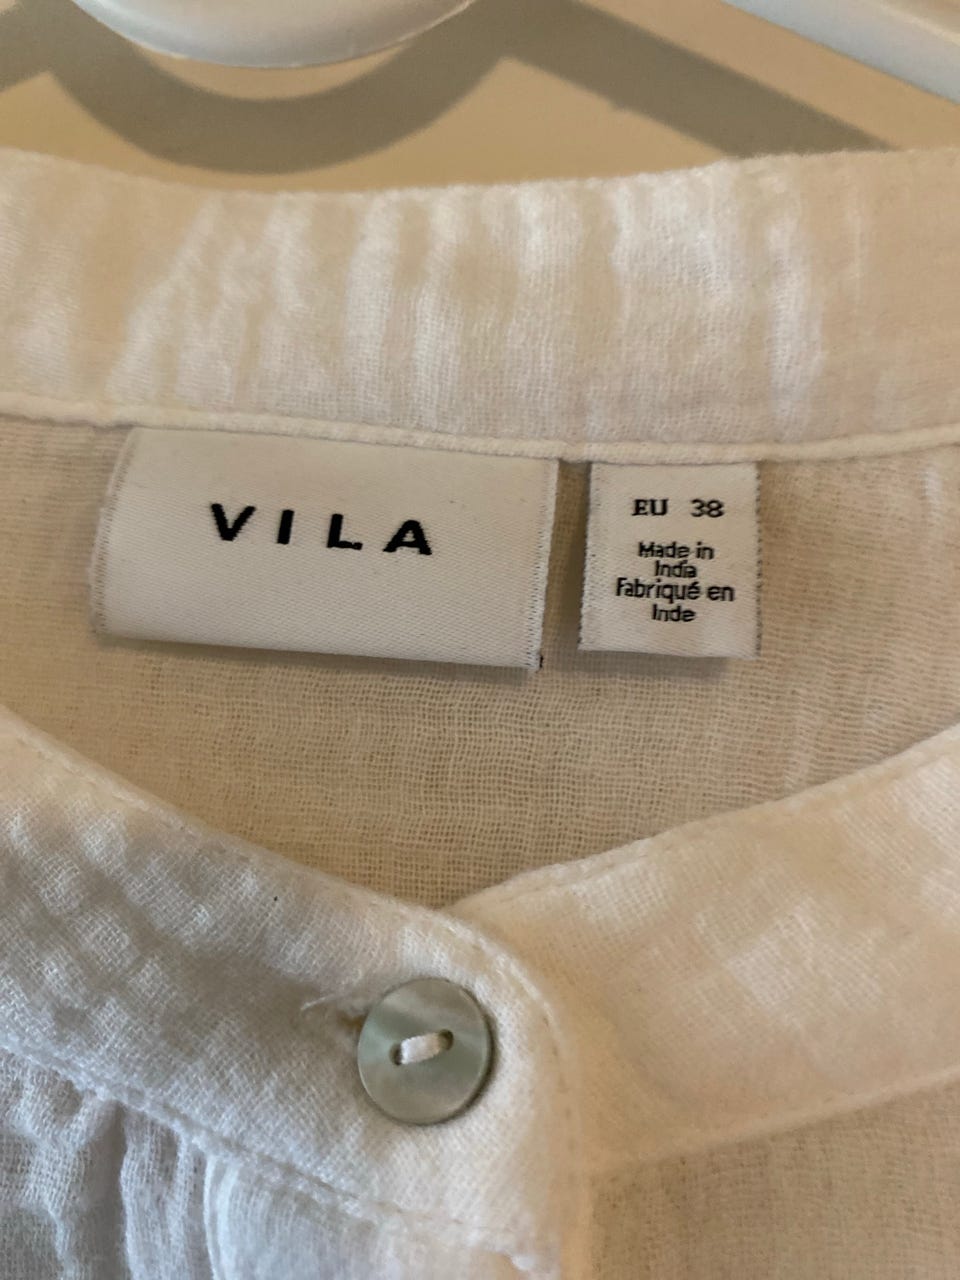 VILA
EU 38
Made in
India
Fabriqué en
Inde